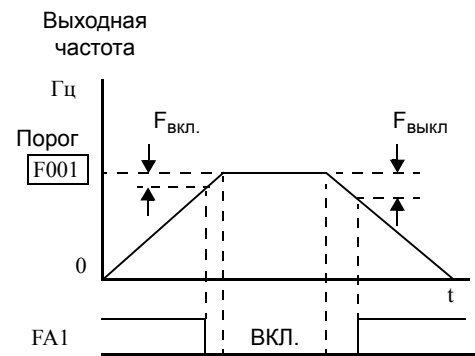 Выходная
частота
Гц
Fвкл.
Fвыкл
Порог
F001
0
t
FA1
ВКЛ.